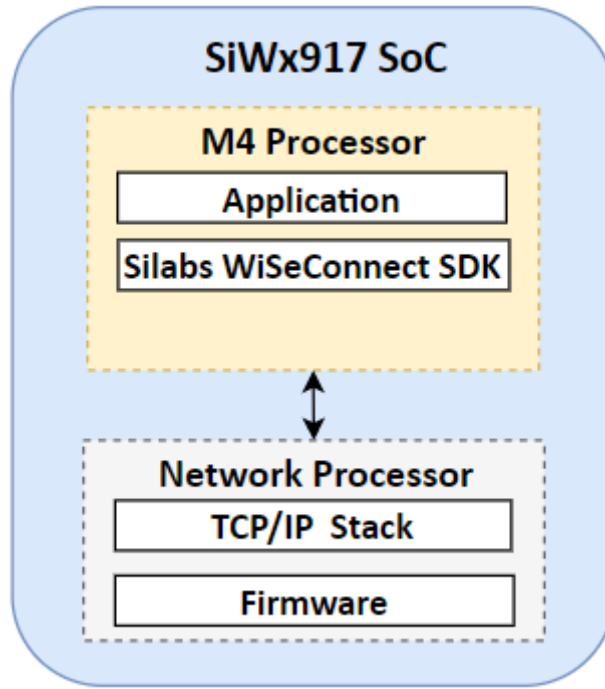 SiWx917 SoC
M4 Processor
Application
Silabs WiSeConnect SDK
Network Processor
TCP/IP Stack
Firmware